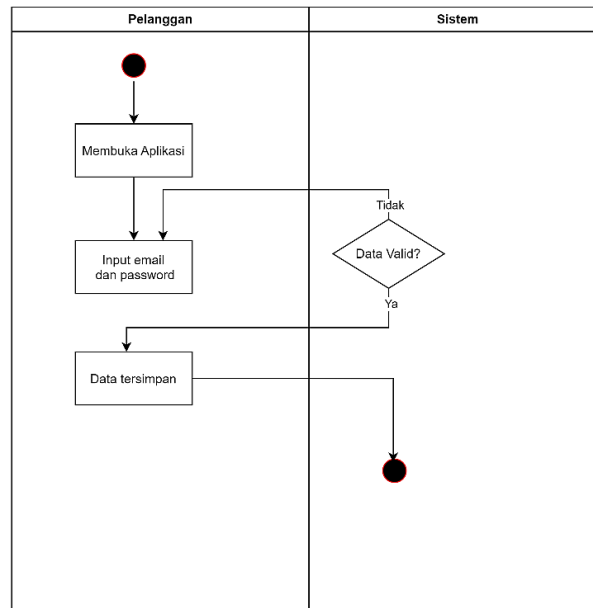 Pelanggan
Sistem
Membuka Aplikasi
Tidak
Input email
dan password
Data Valid?
Ya
Data tersimpan